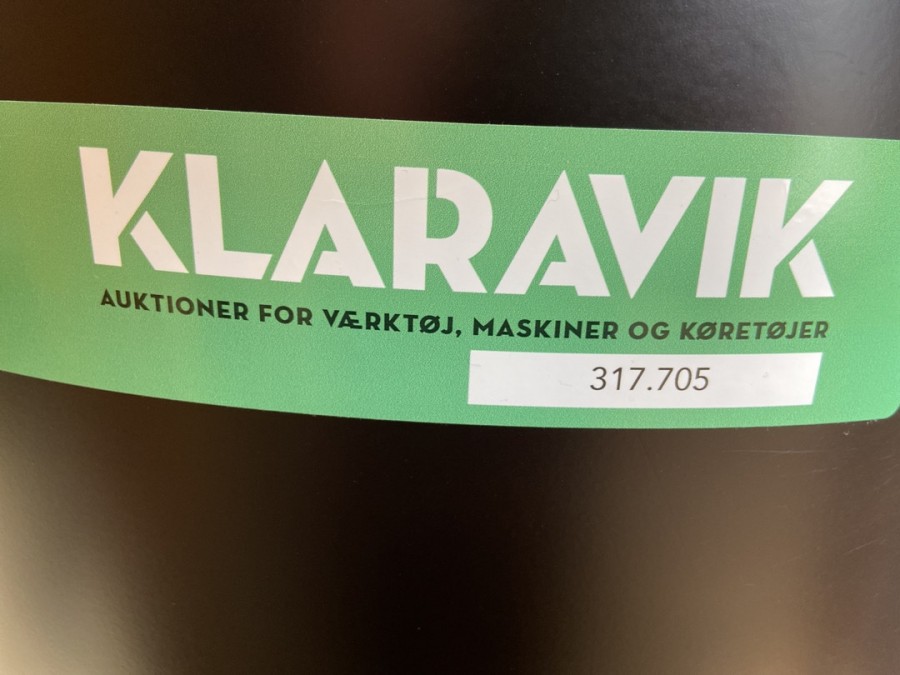 KLARAVIK
AUKTIONER FOR VÆRKTØJ, MASKINER OG KØRETØJER
317.705